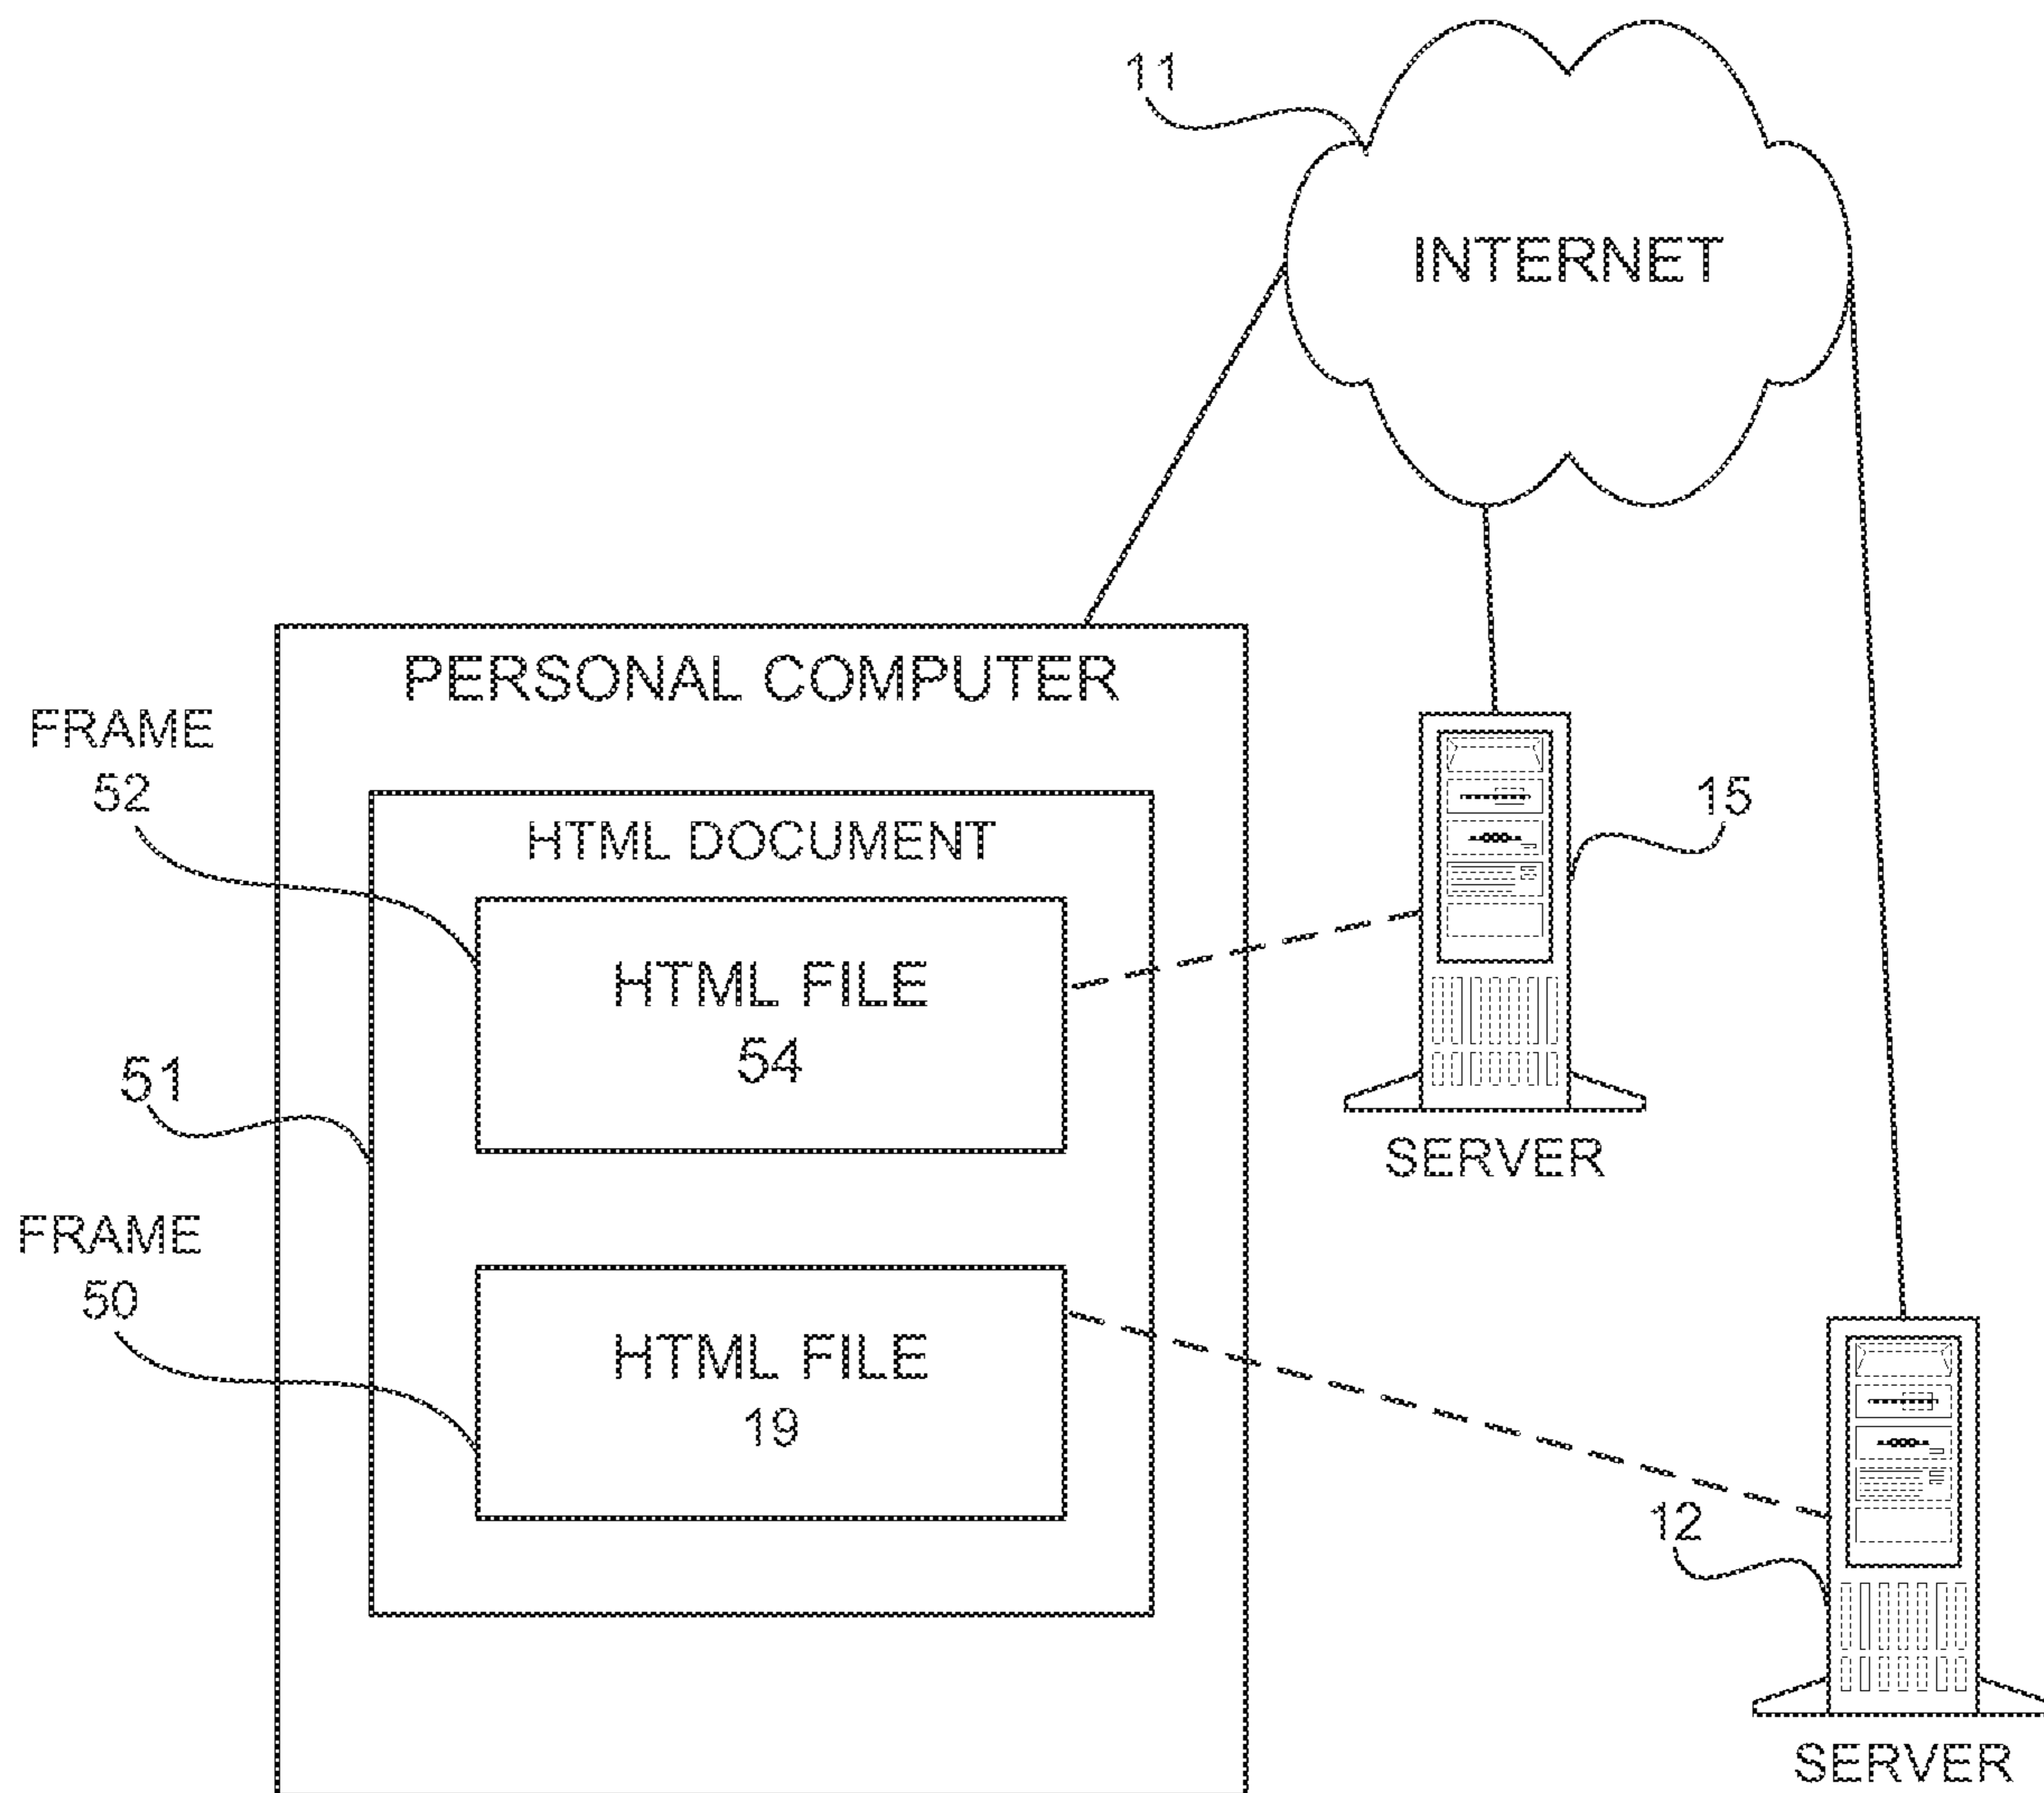 11
INTERNET
PERSONAL COMPUTER
FRAME
52
15
HTML DOCUMENT
HTML FILE
54
51
SERVER
FRAME
50
HTML FILE
19
12
SERVER